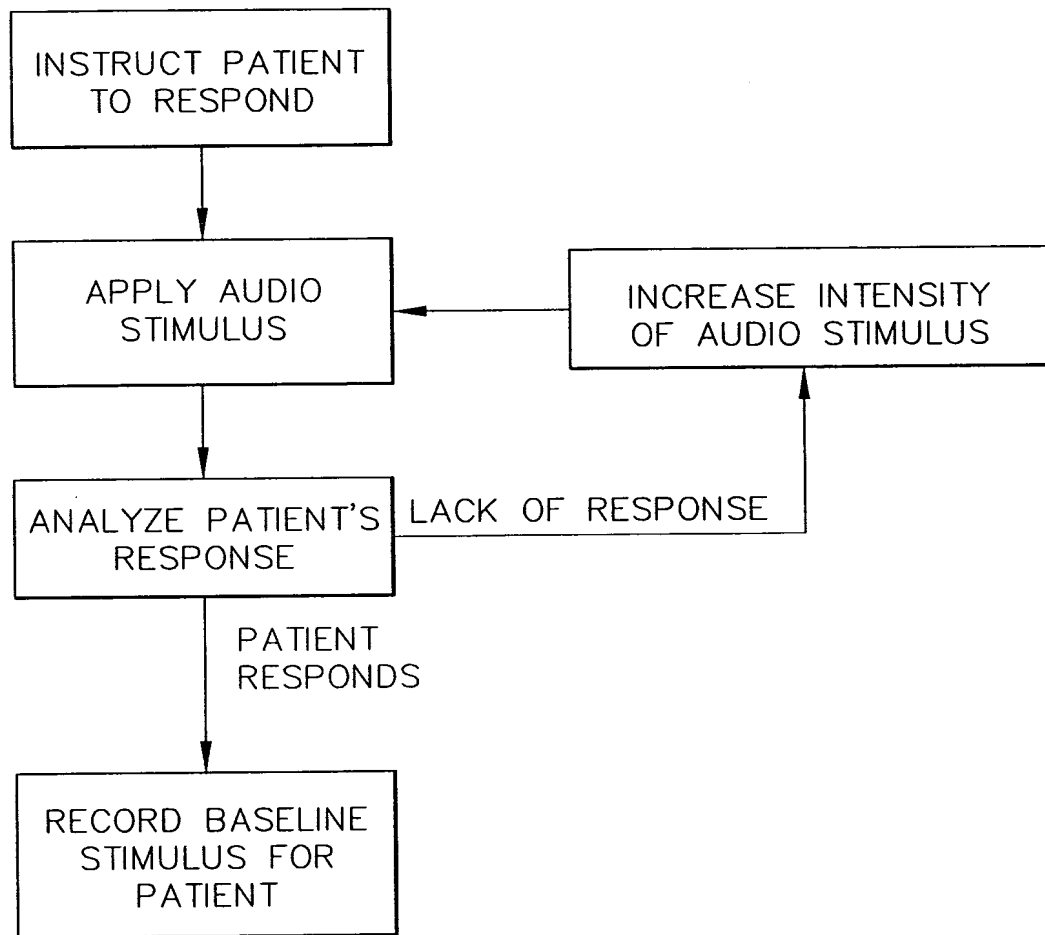 INSTRUCT PATIENT
TO RESPOND
APPLY AUDIO
STIMULUS
INCREASE INTENSITY
OF AUDIO STIMULUS
ANALYZE PATIENT'S
RESPONSE
LACK OF RESPONSE
PATIENT
RESPONDS
RECORD BASELINE
STIMULUS FOR
PATIENT